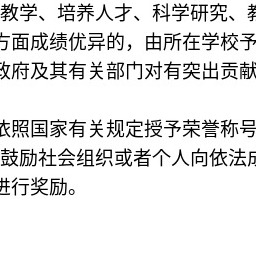 教学、培养人才、科学研究、教
方面成绩优异的，由所在学校予
政府及其有关部门对有突出贡献
依照国家有关规定授予荣誉称号
鼓励社会组织或者个人向依法成
进行奖励。